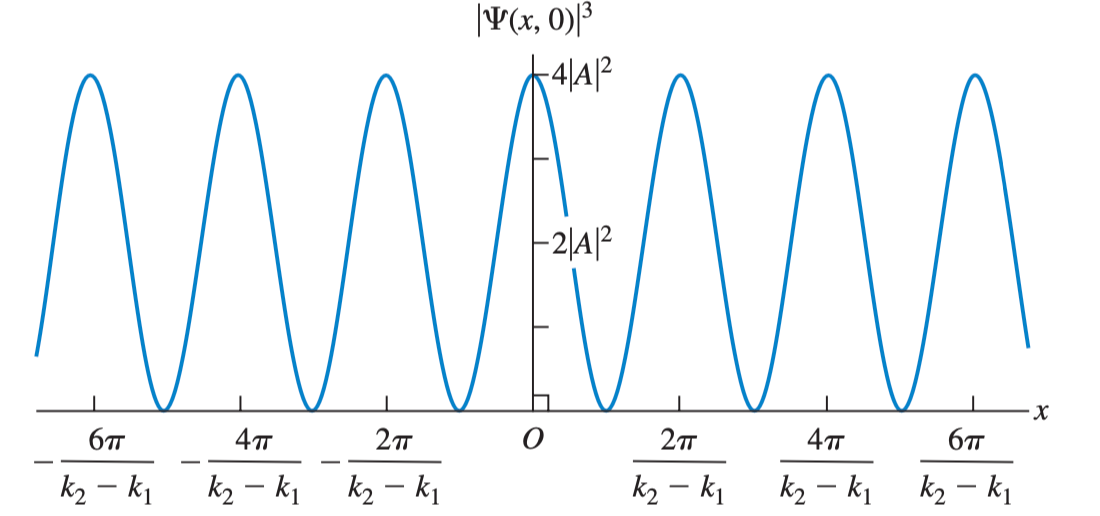 |Ψ(x, 0)|³
4|A|²
2|A|²
x
− 6π/(k₂ − k₁) − 4π/(k₂ − k₁) − 2π/(k₂ − k₁) O 2π/(k₂ − k₁) 4π/(k₂ − k₁) 6π/(k₂ − k₁)